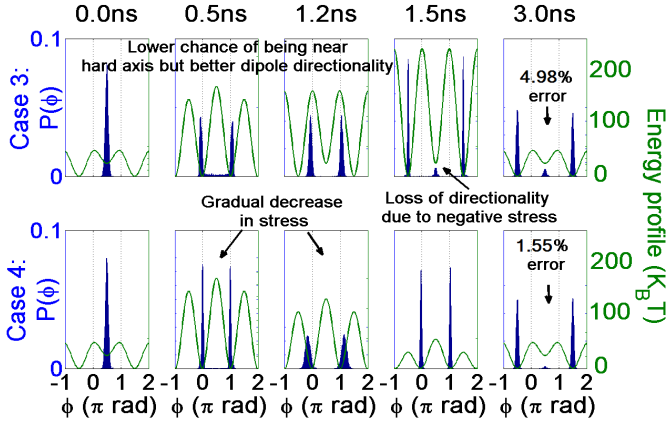 0.0ns 0.5ns 1.2ns 1.5ns 3.0ns
0.1
Lower chance of being near
hard axis but better dipole directionality
Case 3:
P(ϕ)
0
4.98%
error
200
100
0
Energy profile (K_BT)
Gradual decrease
in stress
Loss of directionality
due to negative stress
0.1
Case 4:
P(ϕ)
0
1.55%
error
200
100
0
-1 0 1 2 -1 0 1 2 -1 0 1 2 -1 0 1 2 -1 0 1 2
ϕ (π rad) ϕ (π rad) ϕ (π rad) ϕ (π rad) ϕ (π rad)